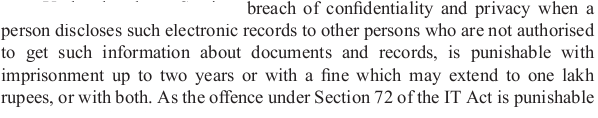 breach of confidentiality and privacy when a
person discloses such electronic records to other persons who are not authorised
to get such information about documents and records, is punishable with
imprisonment up to two years or with a fine which may extend to one lakh
rupees, or with both. As the offence under Section 72 of the IT Act is punishable